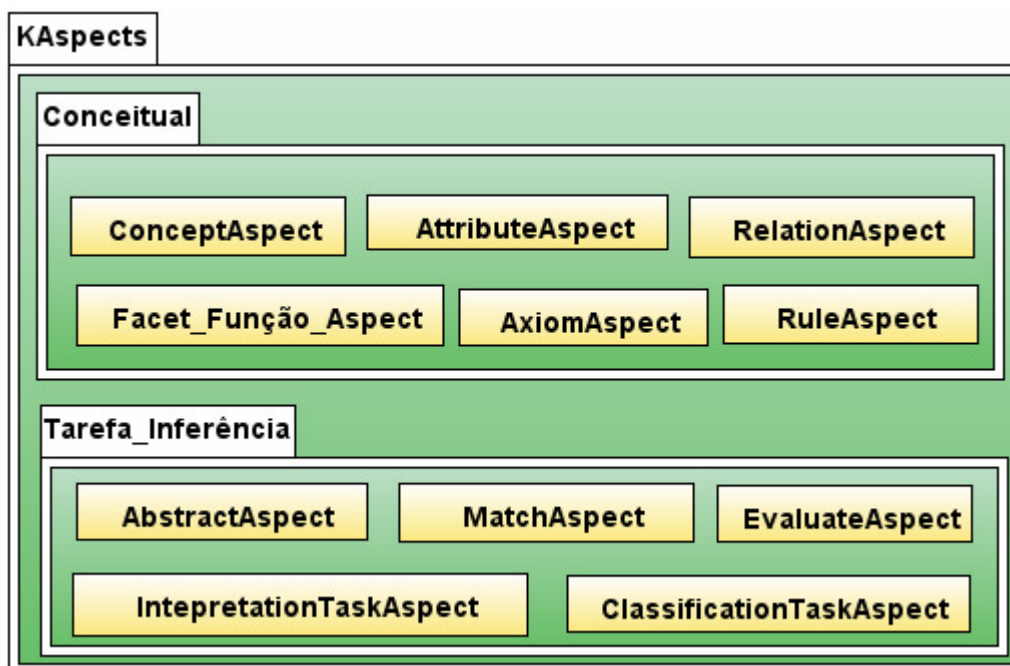 KAspects
Conceitual
ConceptAspect
AttributeAspect
RelationAspect
Facet_Função_Aspect
AxiomAspect
RuleAspect
Tarefa_Inferência
AbstractAspect
MatchAspect
EvaluateAspect
IntepretationTaskAspect
ClassificationTaskAspect